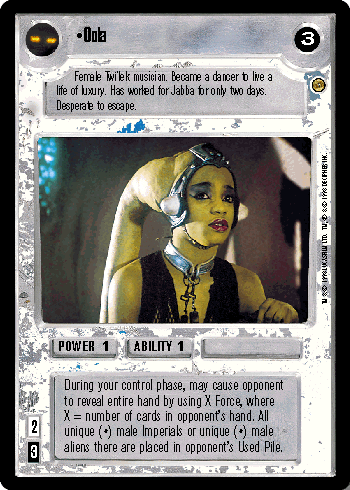 •Oola
3
Female Twi'lek musician. Became a dancer to live a
life of luxury. Has worked for Jabba for only two days.
Desperate to escape.
POWER 1 ABILITY 1
During your control phase, may cause opponent
to reveal entire hand by using X Force, where
X = number of cards in opponent's hand. All
unique (•) male Imperials or unique (•) male
aliens there are placed in opponent's Used Pile.
2
3